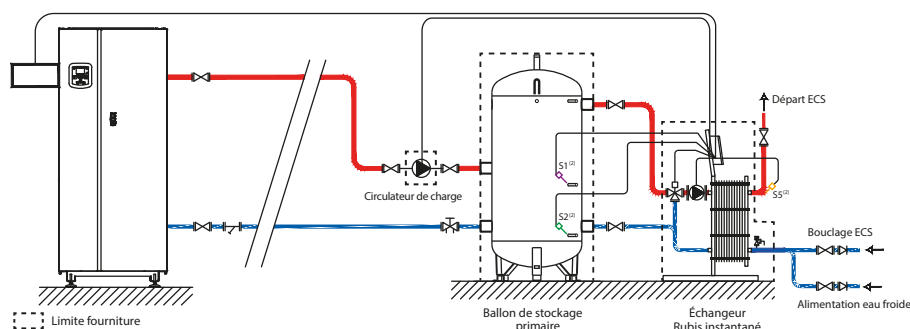 Départ ECS
S1(2)
S5(2)
Circulateur de charge
S2(2)
Bouclage ECS
Alimentation eau froide
Ballon de stockage
primaire
Échangeur
Rubis instantané
Limite fourniture